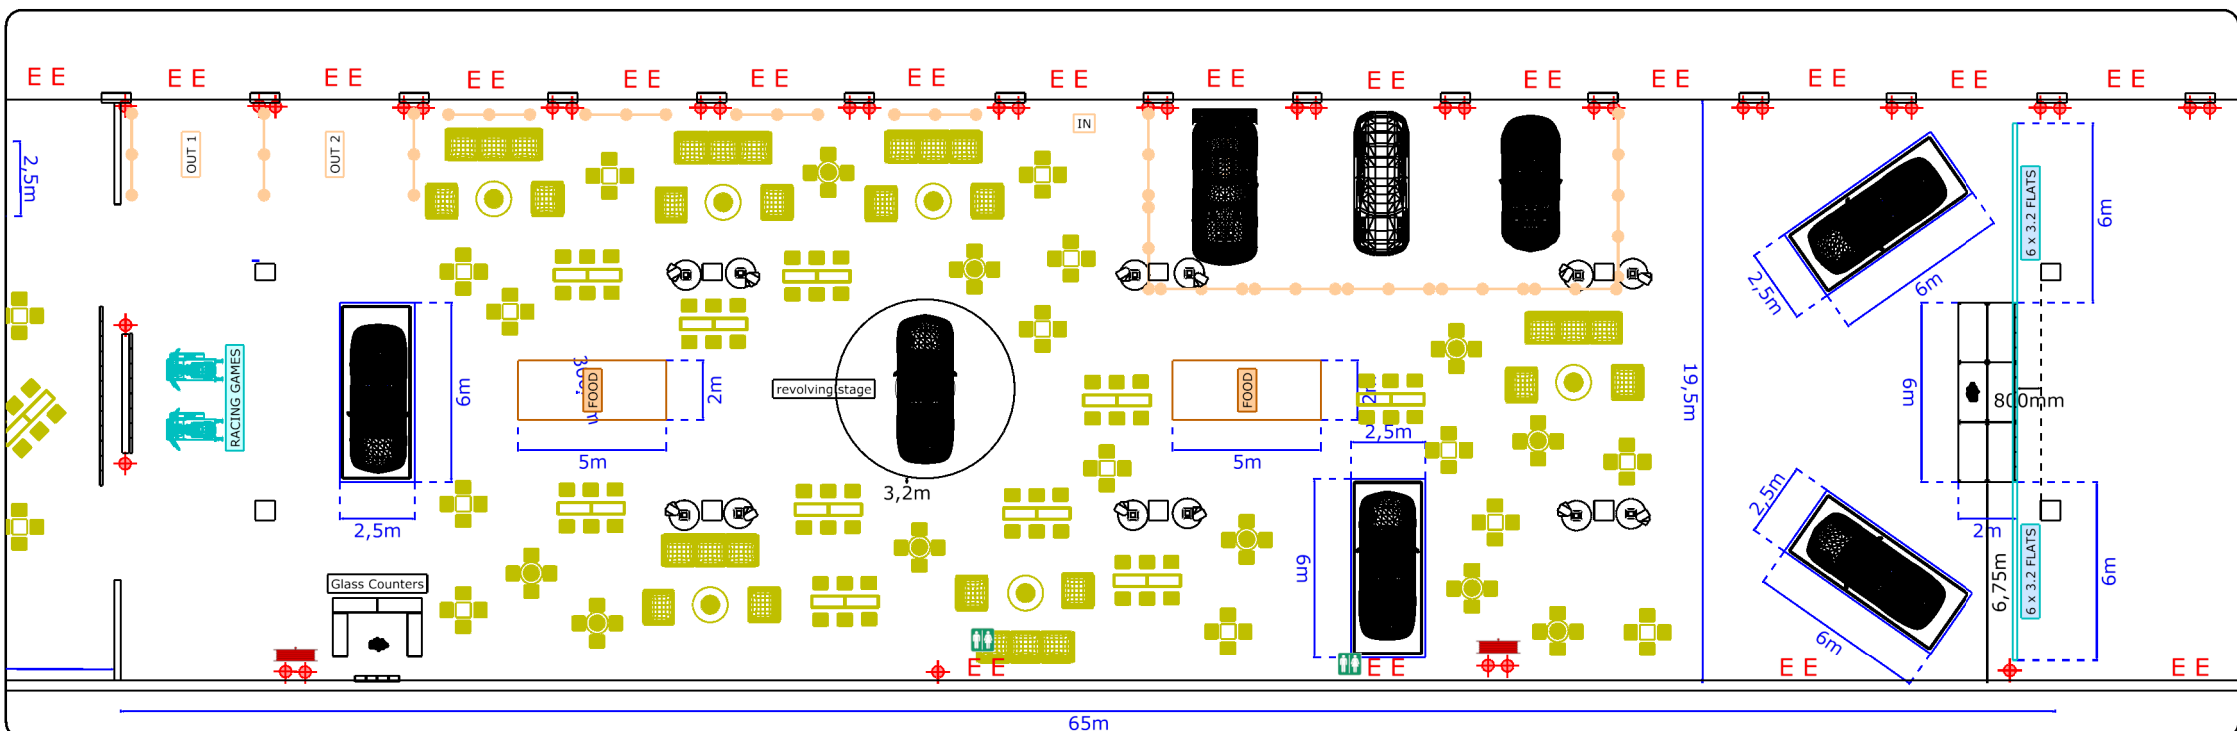 E E E E E E E E E E E E E E E E E E E E E E E E E E E E
OUT 1
OUT 2
IN
2,5m
6 x 3.2 FLATS
6m
2,5m
6m
RACING GAMES
6m
2,5m
FOOD
5m
2m
revolving stage
3,2m
FOOD
5m
2,5m
6m
19,5m
6m
800mm
2m
6,75m
2,5m
6m
6 x 3.2 FLATS
6m
Glass Counters
E E E E E E E E
65m